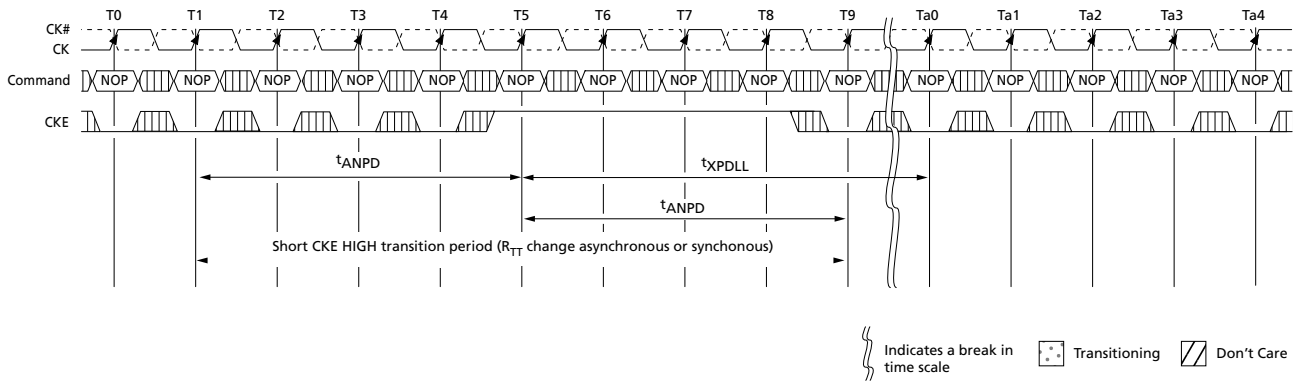 T0 T1 T2 T3 T4 T5 T6 T7 T8 T9 Ta0 Ta1 Ta2 Ta3 Ta4
CK#
CK
Command NOP NOP NOP NOP NOP NOP NOP NOP NOP NOP NOP NOP NOP NOP NOP
CKE
tANPD tXPDLL
tANPD
Short CKE HIGH transition period (RTT change asynchronous or synchonous)
Indicates a break in
time scale
Transitioning
Don't Care